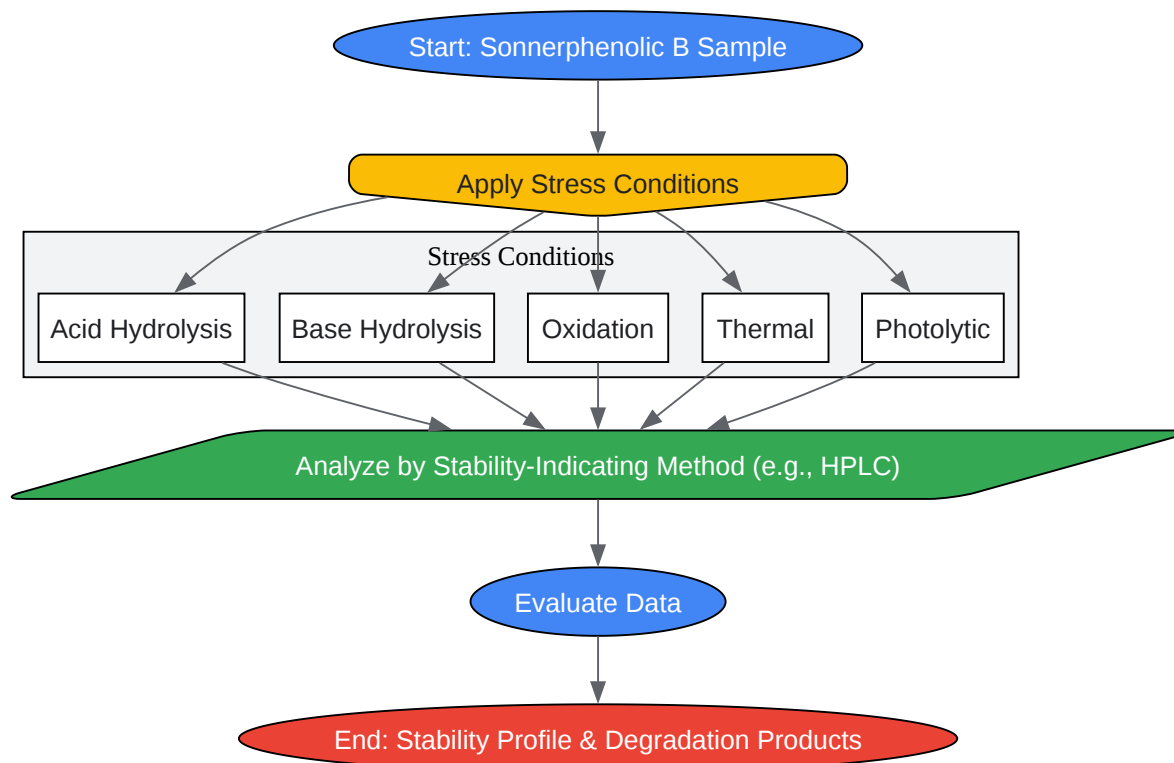 Start: Sonnerphenolic B Sample
Apply Stress Conditions
Stress Conditions
Acid Hydrolysis
Base Hydrolysis
Oxidation
Thermal
Photolytic
Analyze by Stability-Indicating Method (e.g., HPLC)
Evaluate Data
End: Stability Profile & Degradation Products